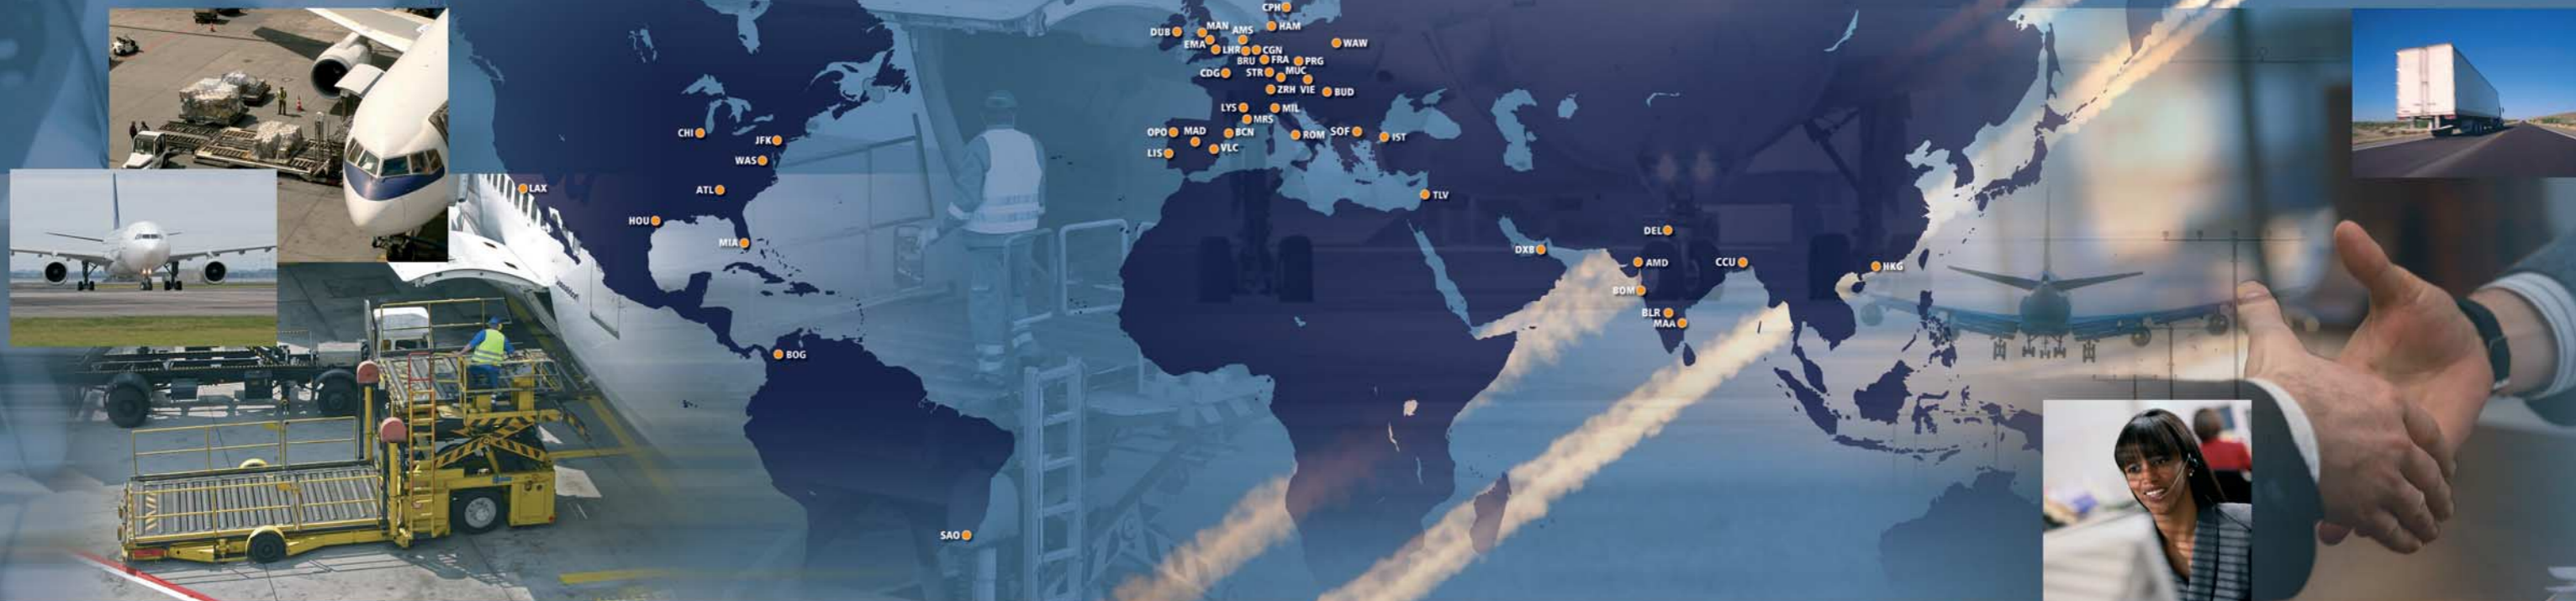 CPH
DUB
MAN
AMS
HAM
EMA
LHR
CGN
WAW
BRU
FRA
PRG
CDG
STR
MUC
ZRH
VIE
BUD
LYS
MIL
MRS
CHI
JFK
OPO
MAD
BCN
ROM
SOF
IST
VLC
LIS
WAS
LAX
ATL
TLV
HOU
MIA
DEL
DXB
AMD
CCU
HKG
BOM
BLR
MAA
BOG
SAO